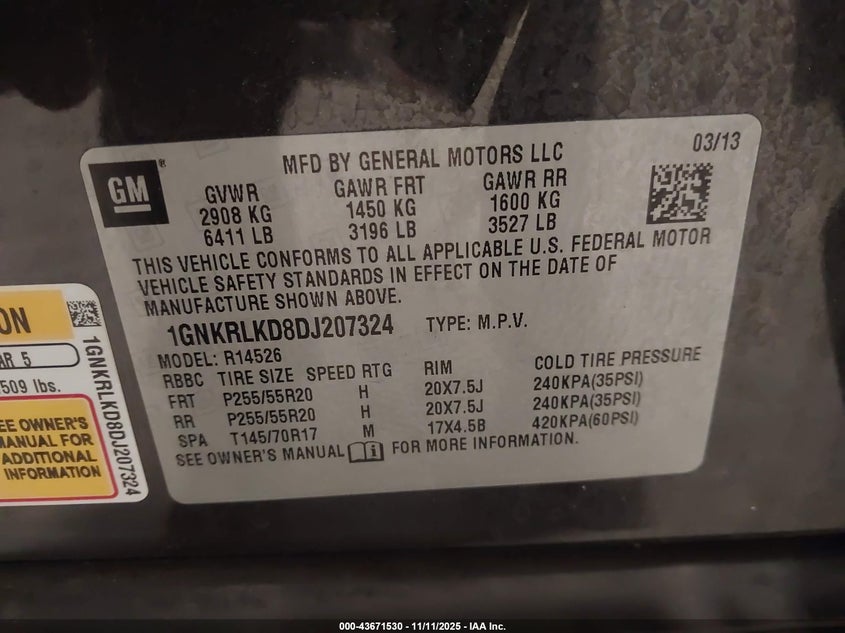 GM
MFD BY GENERAL MOTORS LLC
03/13
GVWR GAWR FRT GAWR RR
2908 KG 1450 KG 1600 KG
6411 LB 3196 LB 3527 LB
THIS VEHICLE CONFORMS TO ALL APPLICABLE U.S. FEDERAL MOTOR
VEHICLE SAFETY STANDARDS IN EFFECT ON THE DATE OF
MANUFACTURE SHOWN ABOVE.
1GNKRLKD8DJ207324 TYPE: M.P.V.
MODEL: R14526
RBBC TIRE SIZE SPEED RTG RIM COLD TIRE PRESSURE
FRT P255/55R20 H 20X7.5J 240KPA(35PSI)
RR P255/55R20 H 20X7.5J 240KPA(35PSI)
SPA T145/70R17 M 17X4.5B 420KPA(60PSI)
SEE OWNER'S MANUAL FOR MORE INFORMATION.
ON
AR 5
509 lbs.
EE OWNER'S
MANUAL FOR
ADDITIONAL
INFORMATION
1GNKRLKD8DJ207324
000-43671530 - 11/11/2025 - IAA Inc.